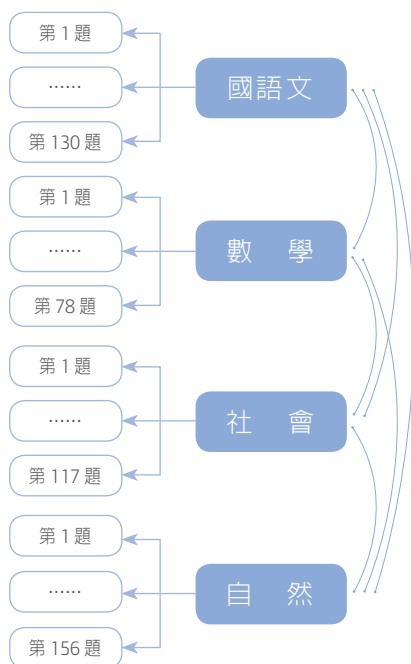 第 1 題
……
國語文
第 130 題
第 1 題
……
數 學
第 78 題
第 1 題
……
社 會
第 117 題
第 1 題
……
自 然
第 156 題